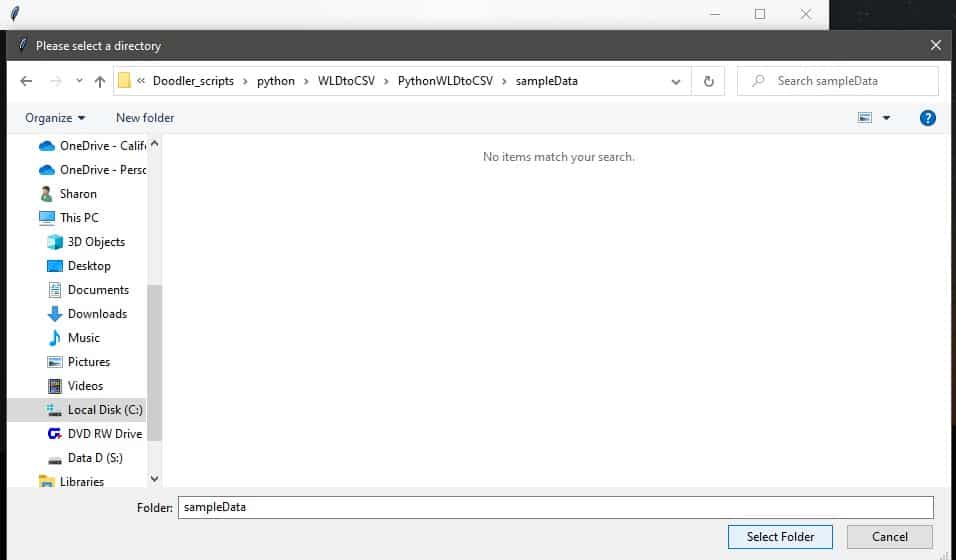 Please select a directory
« Doodler_scripts › python › WLDtoCSV › PythonWLDtoCSV › sampleData
Search sampleData
Organize
New folder
?
OneDrive - Calif
OneDrive - Perso
Sharon
This PC
3D Objects
Desktop
Documents
Downloads
Music
Pictures
Videos
Local Disk (C:)
DVD RW Drive
Data D (S:)
Libraries
No items match your search.
Folder: sampleData
Select Folder
Cancel